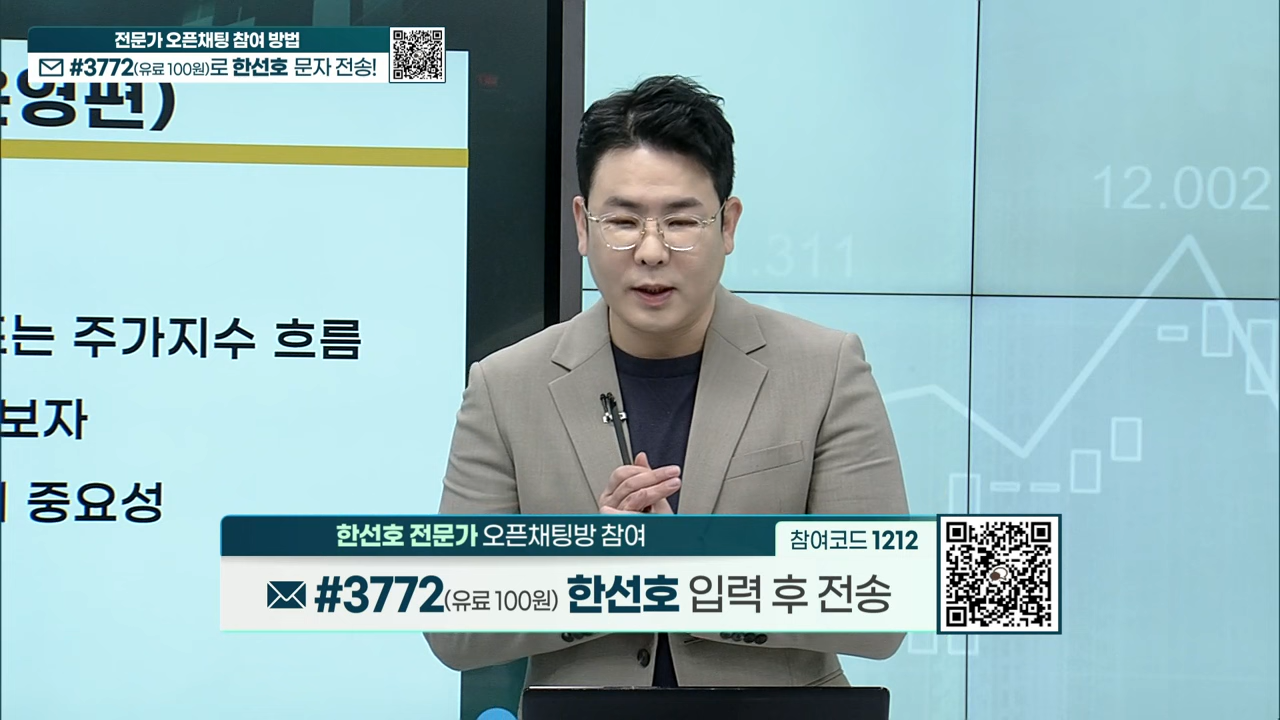 전문가 오픈채팅 참여 방법
#3772(유료 100원)로 한선호 문자 전송!
영편)
는 주가지수 흐름
보자
중요성
12.002
.311
한선호 전문가 오픈채팅방 참여
참여코드 1212
#3772(유료 100원) 한선호 입력 후 전송